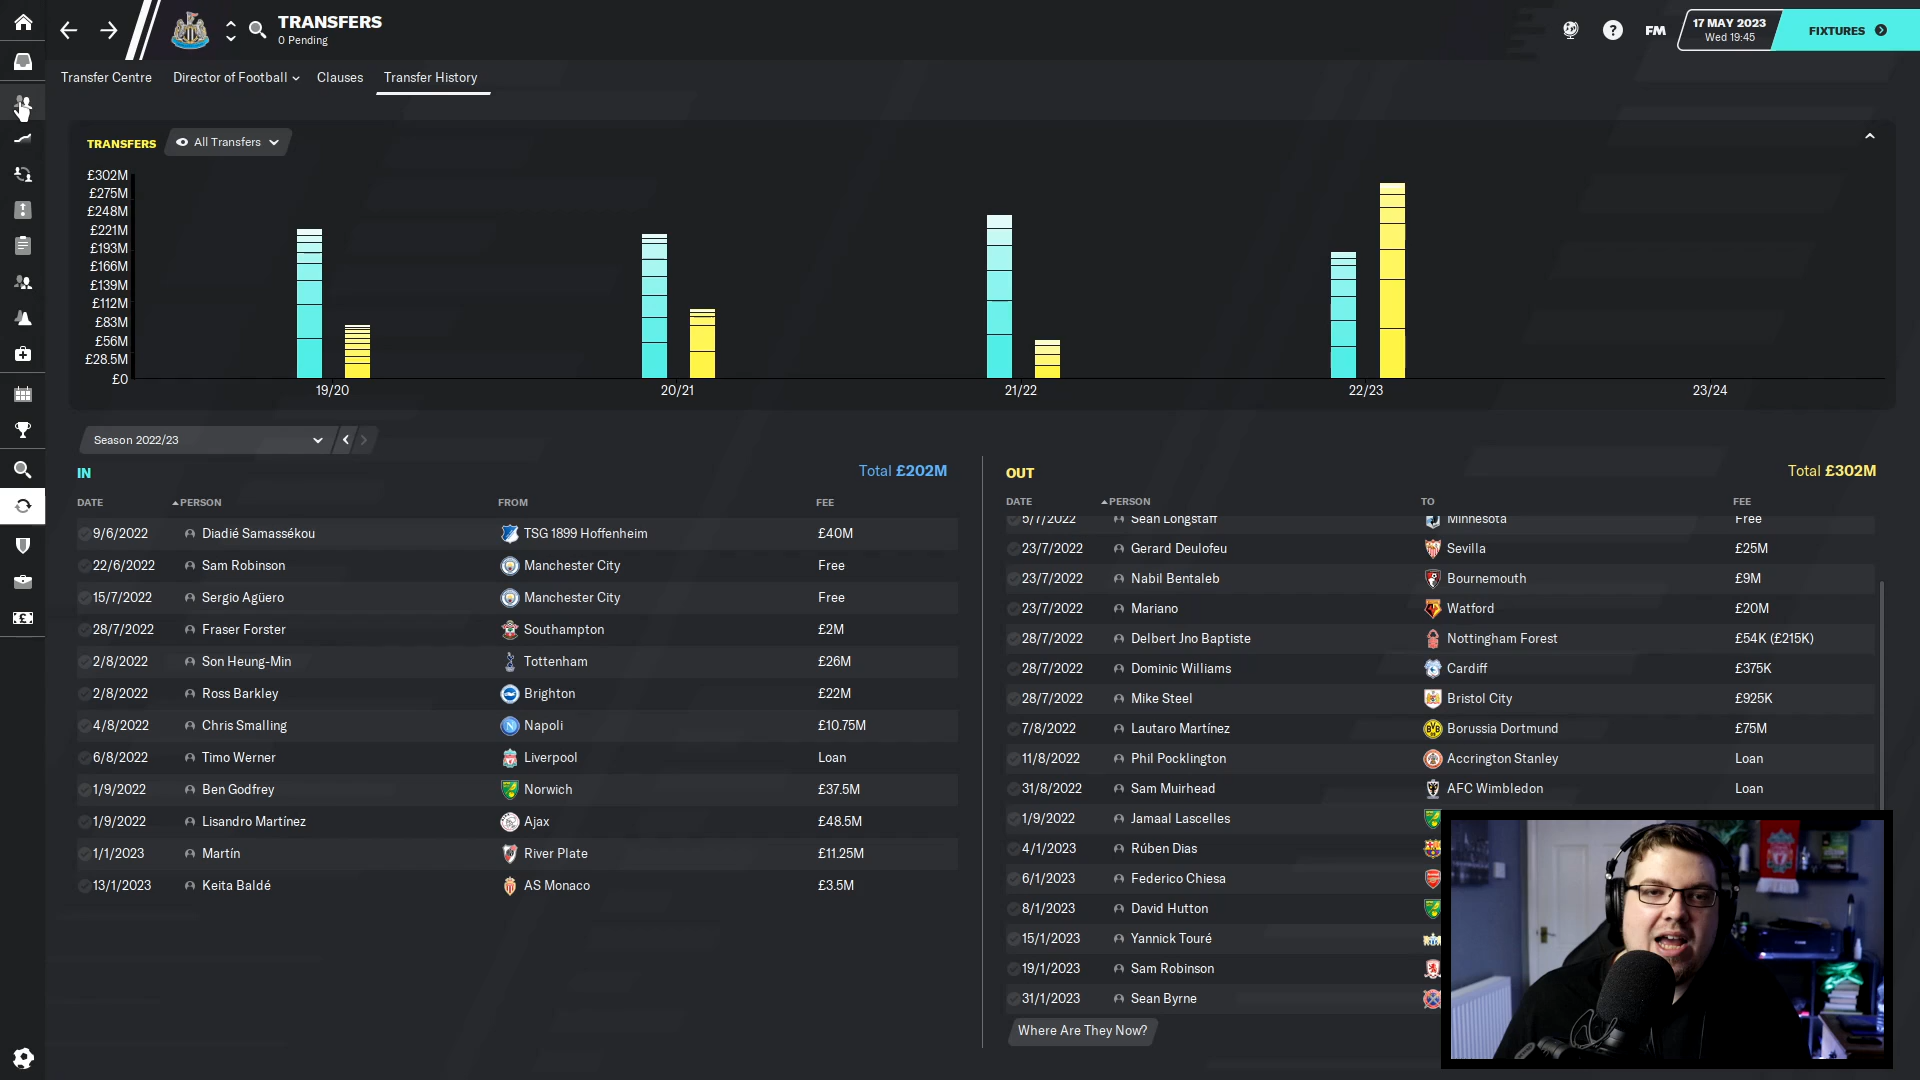 TRANSFERS
0 Pending
FM
17 MAY 2023
Wed 19:45
FIXTURES
Transfer Centre
Director of Football
Clauses
Transfer History
TRANSFERS
All Transfers
£302M
£275M
£248M
£221M
£193M
£166M
£139M
£112M
£83M
£56M
£28.5M
£0
19/20
20/21
21/22
22/23
23/24
Season 2022/23
IN
Total £202M
DATE PERSON FROM FEE
9/6/2022 Diadié Samassékou TSG 1899 Hoffenheim £40M
22/6/2022 Sam Robinson Manchester City Free
15/7/2022 Sergio Agüero Manchester City Free
28/7/2022 Fraser Forster Southampton £2M
2/8/2022 Son Heung-Min Tottenham £26M
2/8/2022 Ross Barkley Brighton £22M
4/8/2022 Chris Smalling Napoli £10.75M
6/8/2022 Timo Werner Liverpool Loan
1/9/2022 Ben Godfrey Norwich £37.5M
1/9/2022 Lisandro Martínez Ajax £48.5M
1/1/2023 Martín River Plate £11.25M
13/1/2023 Keita Baldé AS Monaco £3.5M
OUT
Total £302M
DATE PERSON TO FEE
5/7/2022 Sean Longstaff Minnesota Free
23/7/2022 Gerard Deulofeu Sevilla £25M
23/7/2022 Nabil Bentaleb Bournemouth £9M
23/7/2022 Mariano Watford £20M
28/7/2022 Delbert Jno Baptiste Nottingham Forest £54K (£215K)
28/7/2022 Dominic Williams Cardiff £375K
28/7/2022 Mike Steel Bristol City £925K
7/8/2022 Lautaro Martínez Borussia Dortmund £75M
11/8/2022 Phil Pocklington Accrington Stanley Loan
31/8/2022 Sam Muirhead AFC Wimbledon Loan
1/9/2022 Jamaal Lascelles
4/1/2023 Rúben Dias
6/1/2023 Federico Chiesa
8/1/2023 David Hutton
15/1/2023 Yannick Touré
19/1/2023 Sam Robinson
31/1/2023 Sean Byrne
Where Are They Now?